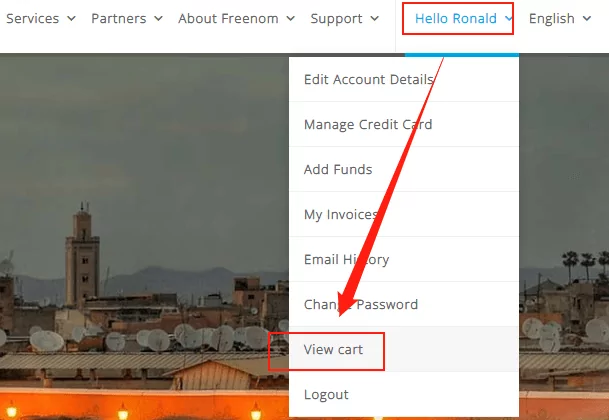 Services Partners About Freenom Support Hello Ronald English
Edit Account Details
Manage Credit Card
Add Funds
My Invoices
Email History
Change Password
View cart
Logout